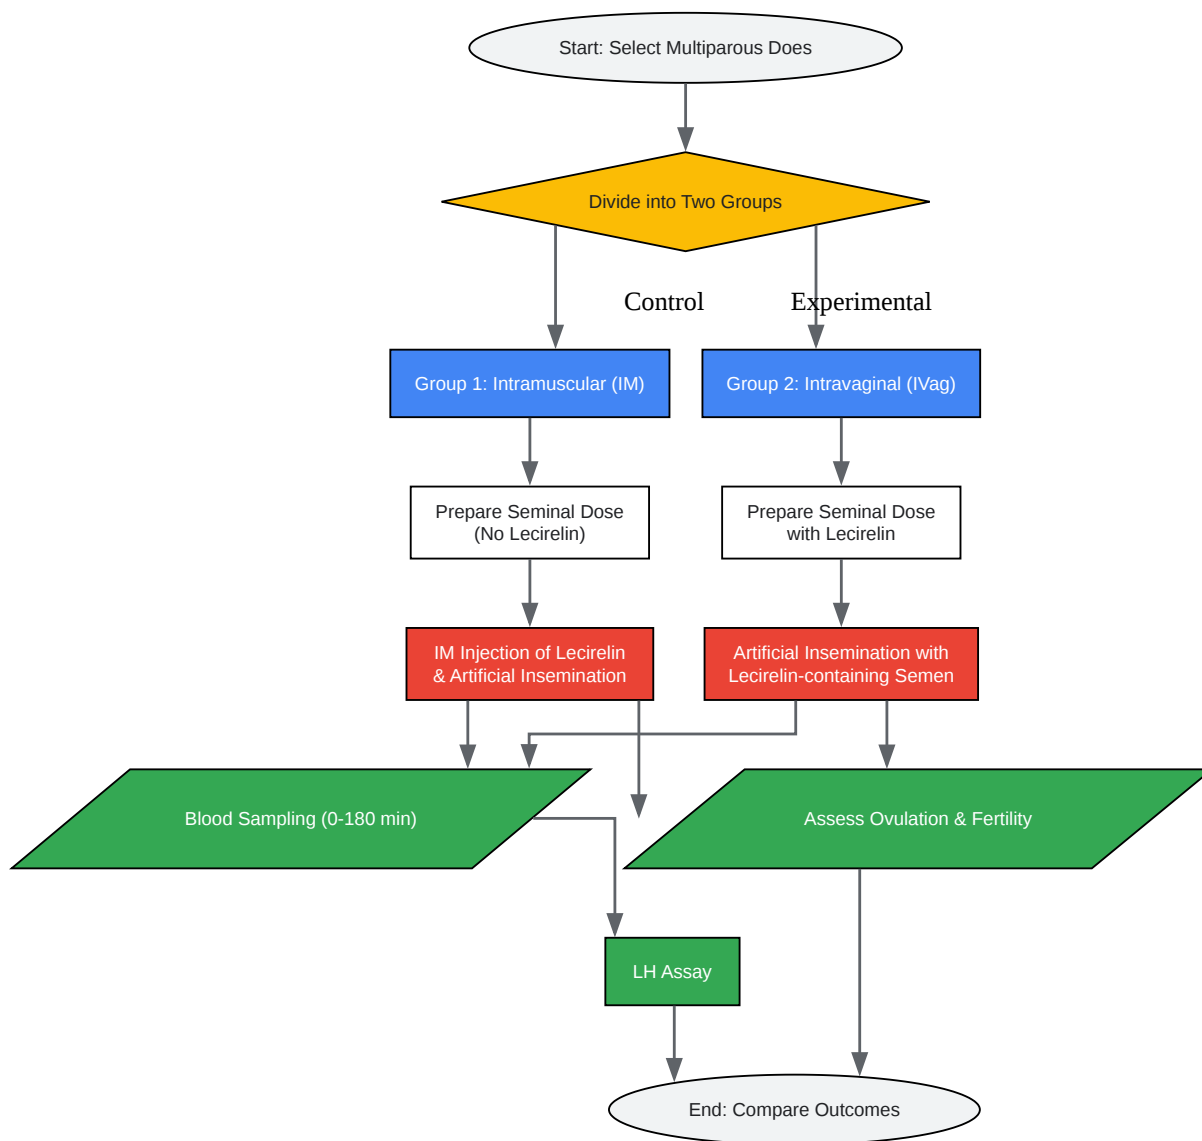 Start: Select Multiparous Does
Divide into Two Groups
Control
Experimental
Group 1: Intramuscular (IM)
Group 2: Intravaginal (IVag)
Prepare Seminal Dose
(No Lecirelin)
Prepare Seminal Dose
with Lecirelin
IM Injection of Lecirelin
& Artificial Insemination
Artificial Insemination with
Lecirelin-containing Semen
Blood Sampling (0-180 min)
Assess Ovulation & Fertility
LH Assay
End: Compare Outcomes